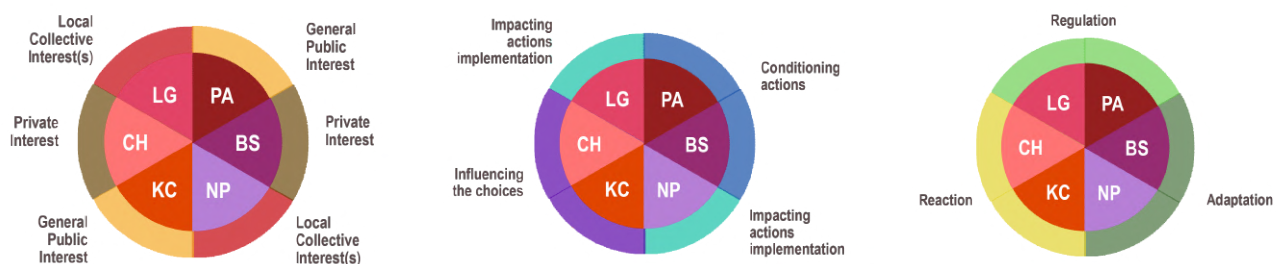 Local
Collective
Interest(s)
General
Public
Interest
LG
PA
Private
Interest
CH
BS
Private
Interest
KC
NP
General
Public
Interest
Local
Collective
Interest(s)
Impacting
actions
implementation
Conditioning
actions
LG
PA
CH
BS
Influencing
the choices
KC
NP
Impacting
actions
implementation
Regulation
LG
PA
CH
BS
Reaction
KC
NP
Adaptation